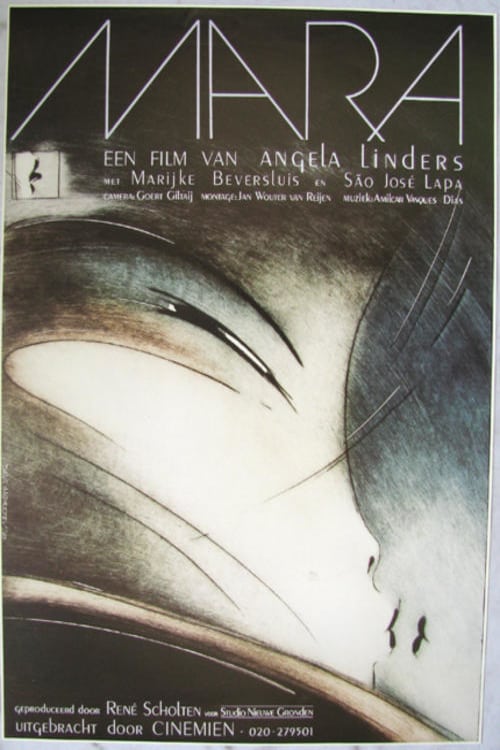 MARA
EEN FILM VAN ANGELA LINDERS
MET MARIJKE BEVERSLUIS EN SÃO JOSÉ LAPA
CAMERA: GOERT GILTAIJ MONTAGE: JAN WOUTER VAN REIJEN MUZIEK: AMILCAR VASQUES DIAS
GEPRODUCEERD DOOR RENÉ SCHOLTEN VOOR STUDIO NIEUWE GRONDEN
UITGEBRACHT DOOR CINEMIEN · 020-279501